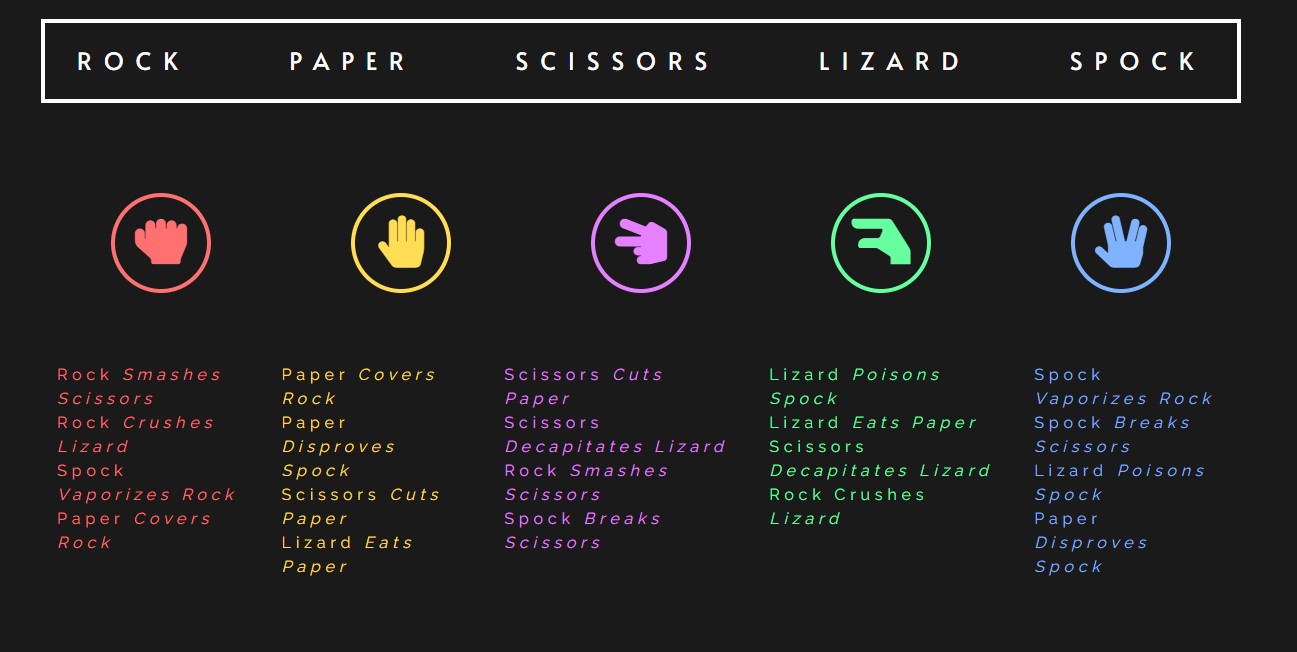 ROCK PAPER SCISSORS LIZARD SPOCK
Rock Smashes
Scissors
Rock Crushes
Lizard
Spock
Vaporizes Rock
Paper Covers
Rock
Paper Covers
Rock
Paper
Disproves
Spock
Scissors Cuts
Paper
Lizard Eats
Paper
Scissors Cuts
Paper
Scissors
Decapitates Lizard
Rock Smashes
Scissors
Spock Breaks
Scissors
Lizard Poisons
Spock
Lizard Eats Paper
Scissors
Decapitates Lizard
Rock Crushes
Lizard
Spock
Vaporizes Rock
Spock Breaks
Scissors
Lizard Poisons
Spock
Paper
Disproves
Spock